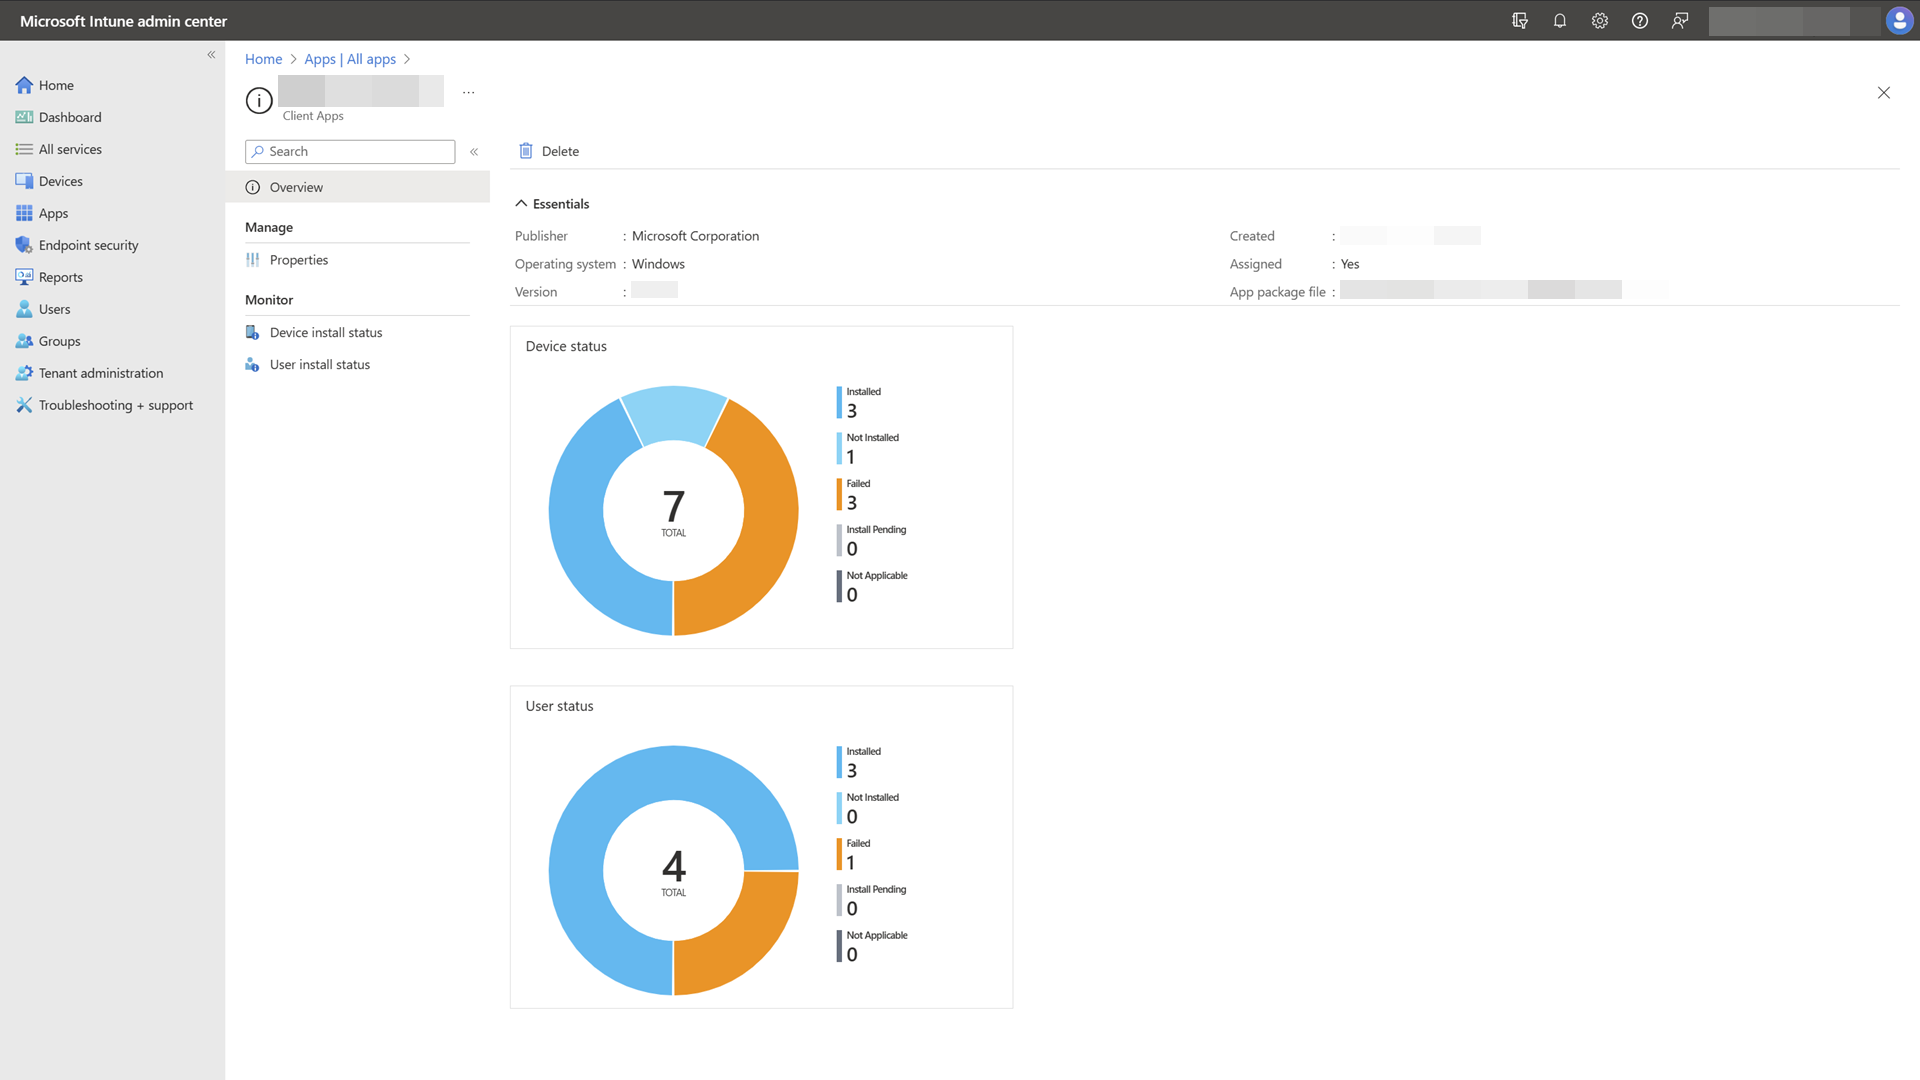 Microsoft Intune admin center
Home
Dashboard
All services
Devices
Apps
Endpoint security
Reports
Users
Groups
Tenant administration
Troubleshooting + support
Home > Apps | All apps >
...
Client Apps
Search
Overview
Manage
Properties
Monitor
Device install status
User install status
Delete
Essentials
Publisher : Microsoft Corporation
Operating system : Windows
Version :
Created :
Assigned : Yes
App package file :
Device status
7
TOTAL
Installed
3
Not Installed
1
Failed
3
Install Pending
0
Not Applicable
0
User status
4
TOTAL
Installed
3
Not Installed
0
Failed
1
Install Pending
0
Not Applicable
0